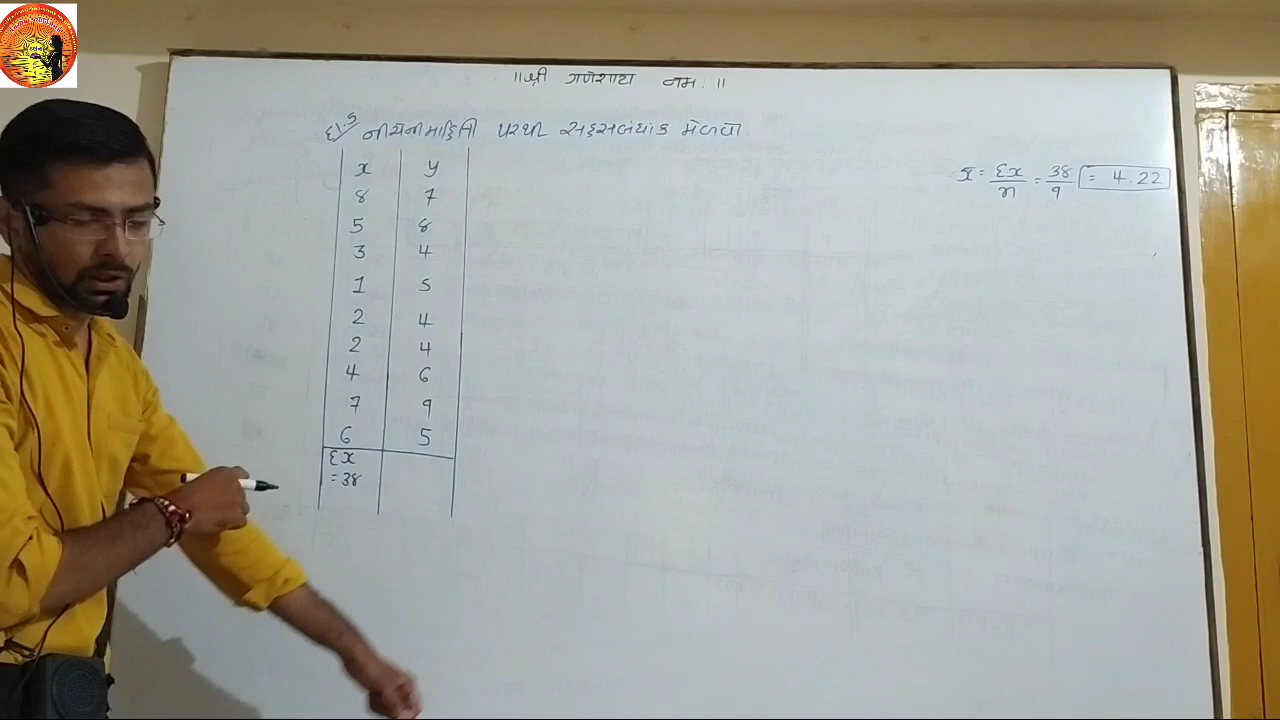 ॥ श्री गणेशाय नमः ॥
દા.5 નીચેની માહિતી પરથી સહસંબંધાંક મેળવો.
x y
8 7
5 8
3 4
1 5
2 4
2 4
4 6
7 9
6 5
Σx
= 38
x̄ = Σx/n = 38/9 = 4.22